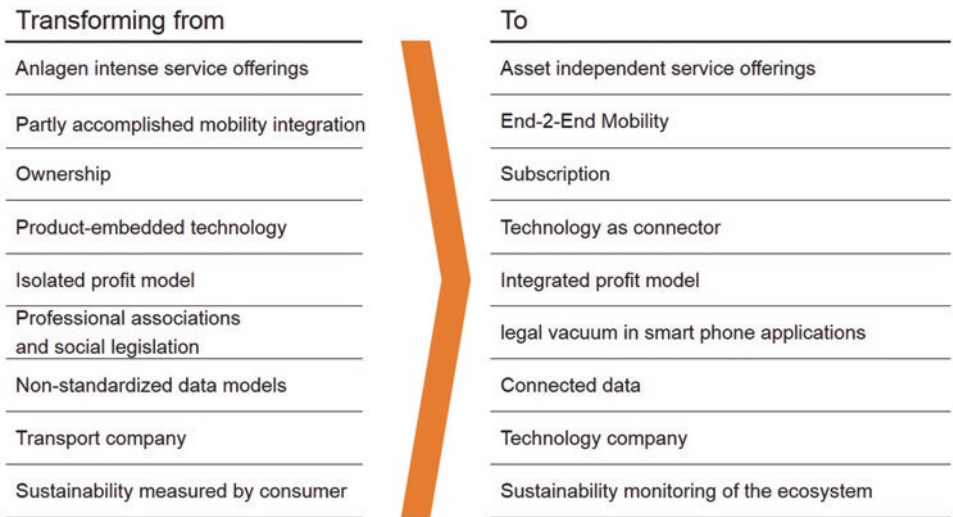 Transforming from To
Anlagen intense service offerings Asset independent service offerings
Partly accomplished mobility integration End-2-End Mobility
Ownership Subscription
Product-embedded technology Technology as connector
Isolated profit model Integrated profit model
Professional associations
and social legislation legal vacuum in smart phone applications
Non-standardized data models Connected data
Transport company Technology company
Sustainability measured by consumer Sustainability monitoring of the ecosystem